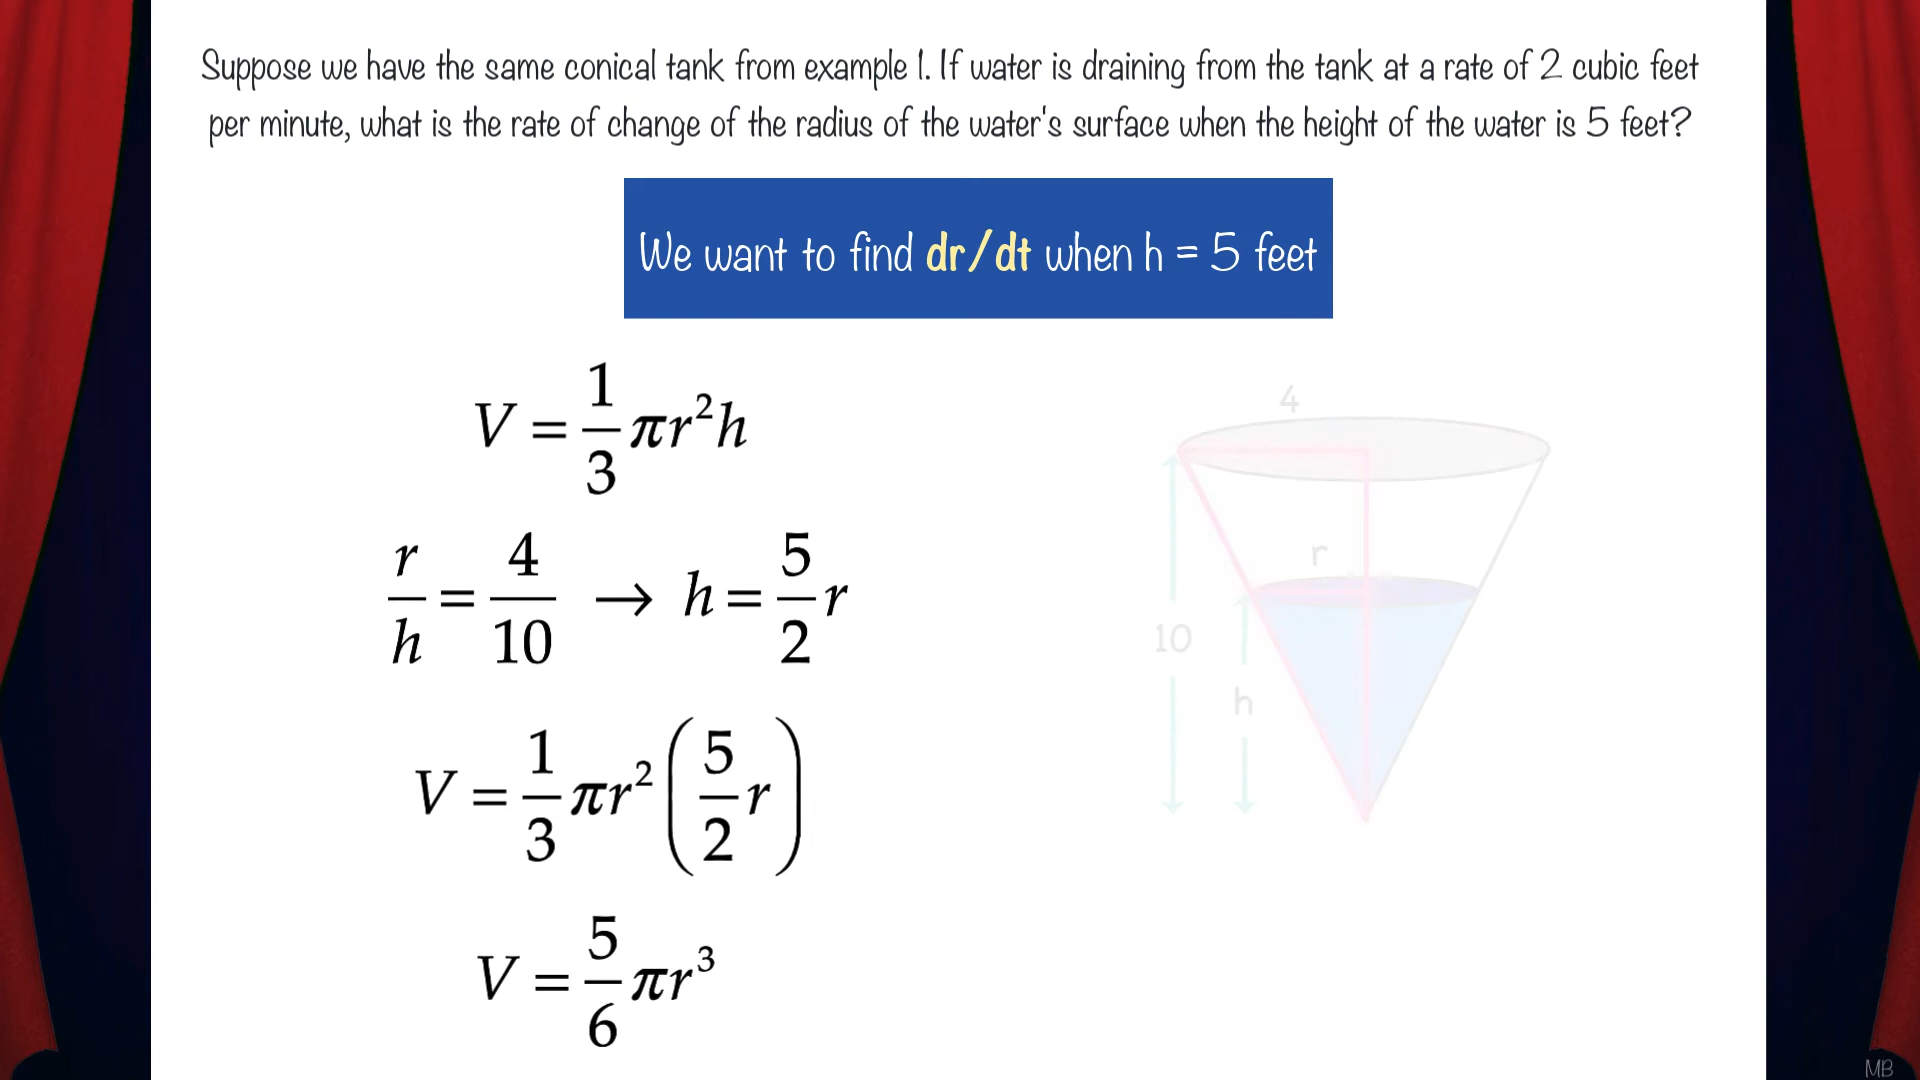 Suppose we have the same conical tank from example 1. If water is draining from the tank at a rate of 2 cubic feet
per minute, what is the rate of change of the radius of the water's surface when the height of the water is 5 feet?
We want to find dr/dt when h = 5 feet
V = 1/3 πr²h
r/h = 4/10 → h = 5/2 r
V = 1/3 πr² (5/2 r)
V = 5/6 πr³
4
r
10
h
MB